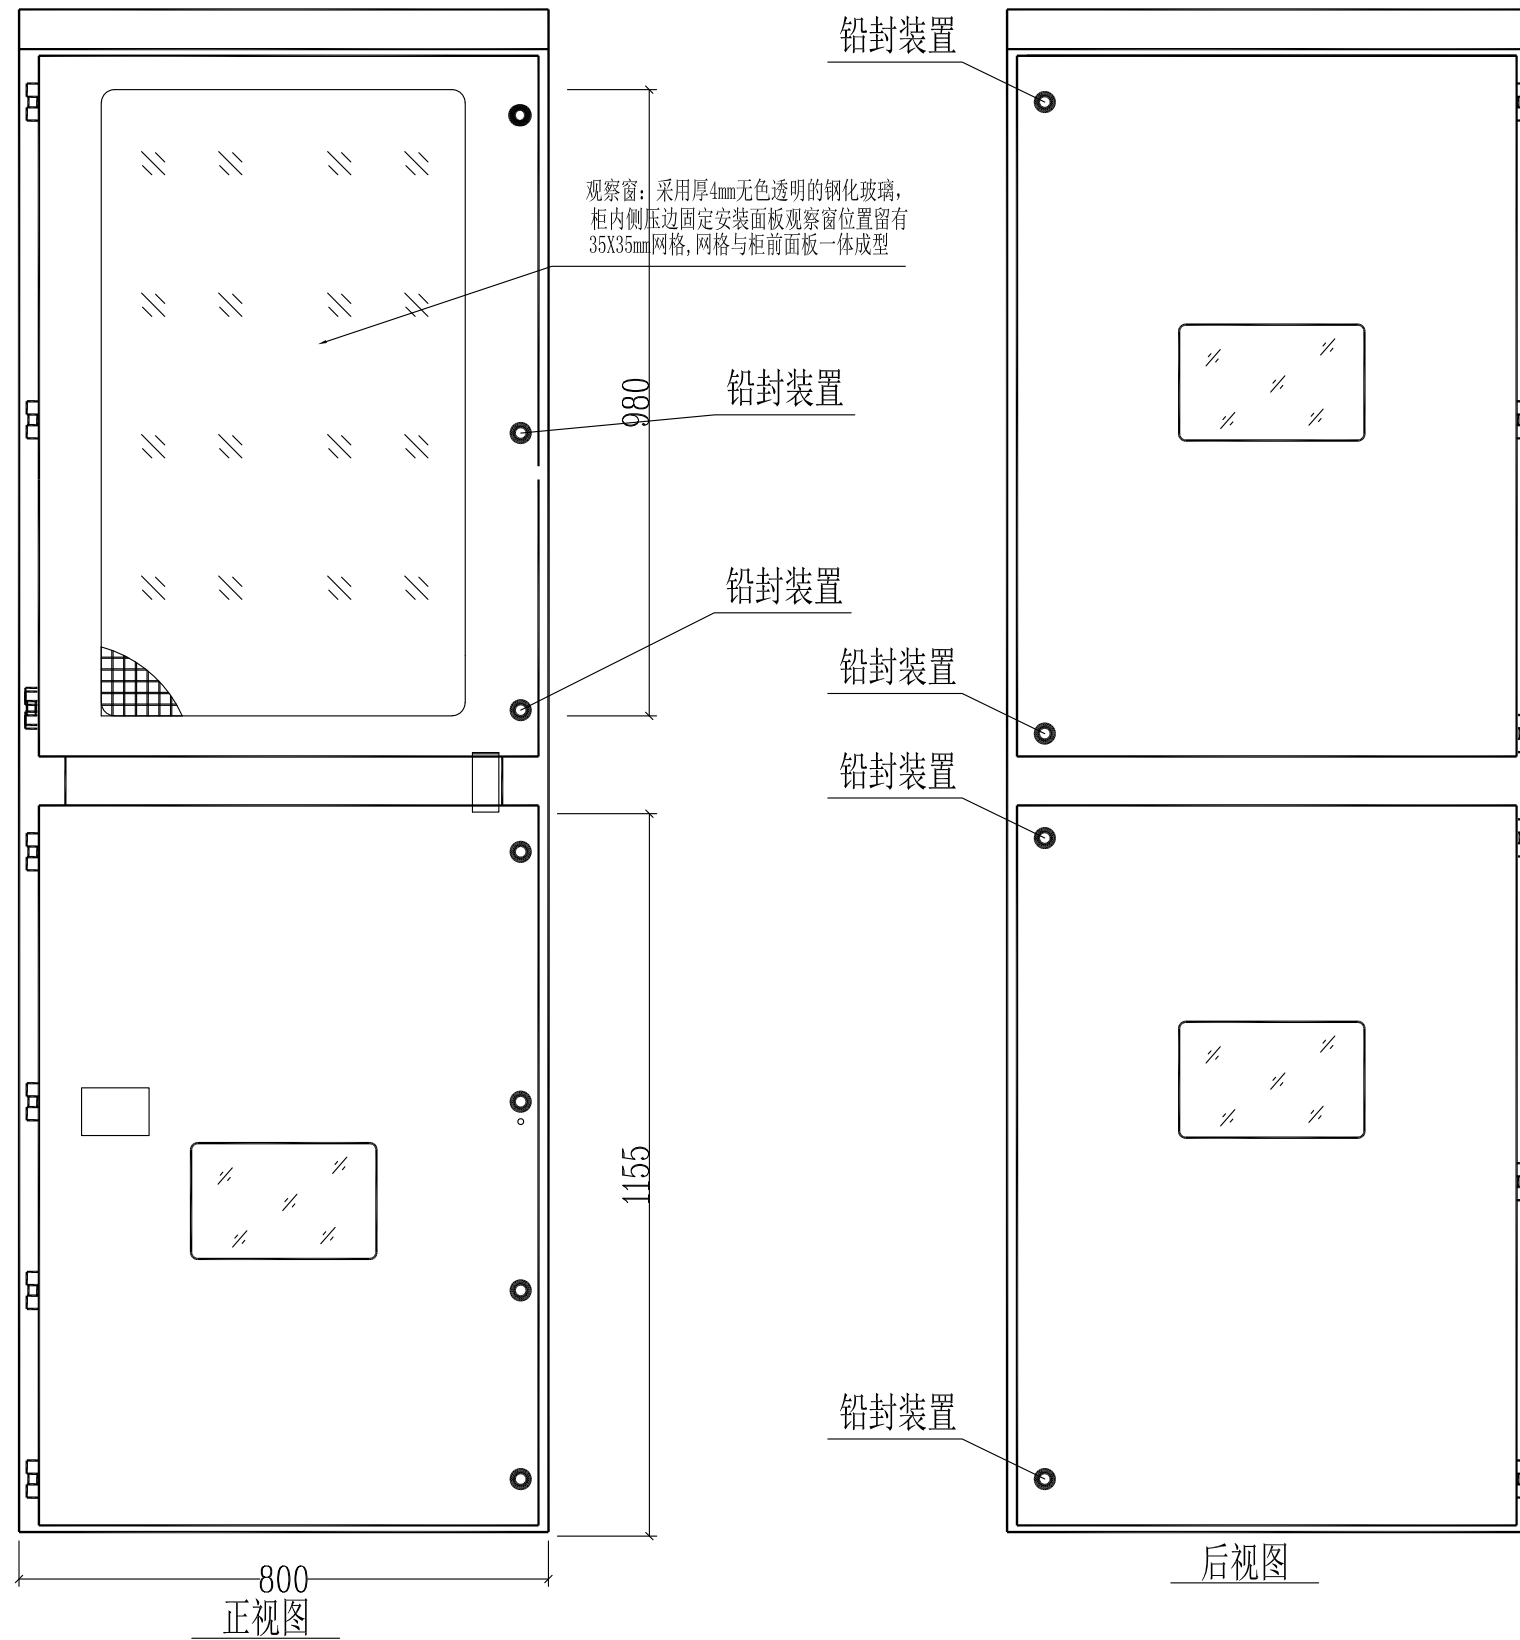 铅封装置
观察窗：采用厚4mm无色透明的钢化玻璃，
柜内侧压边固定安装面板观察窗位置留有
35X35mm网格,网格与柜前面板一体成型
980
铅封装置
铅封装置
铅封装置
铅封装置
1155
铅封装置
800
正视图
后视图